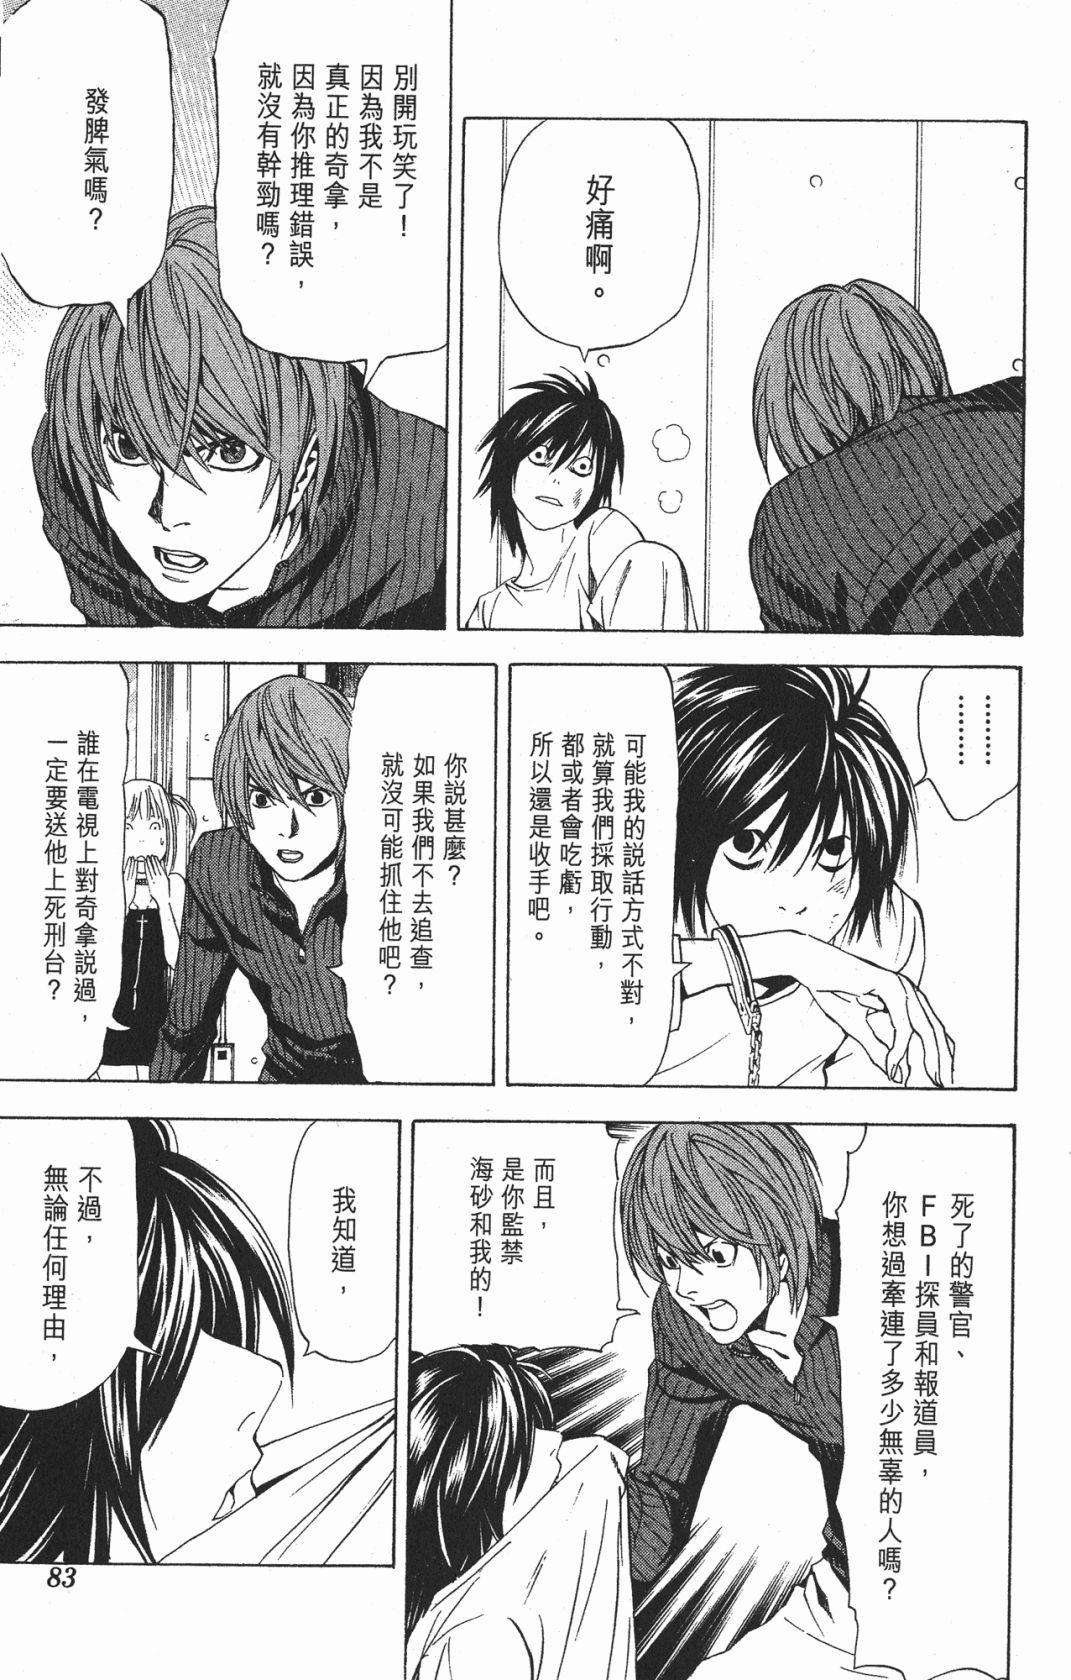 好痛啊。
別開玩笑了！
因為我不是
真正的奇拿，
因為你推理錯誤，
就沒有幹勁嗎？
發脾氣嗎？
………
………
可能我的說話方式不對，
就算我們採取行動，
都或者會吃虧，
所以還是收手吧。
你說甚麼？
如果我們不去追查，
就沒可能抓住他吧？
誰在電視上對奇拿說過，
一定要送他上死刑台？
死了的警官、
FBI探員和報道員，
你想過牽連了多少無辜的人嗎？
而且，
是你監禁
海砂和我的！
我知道，
不過，
無論任何理由，
83